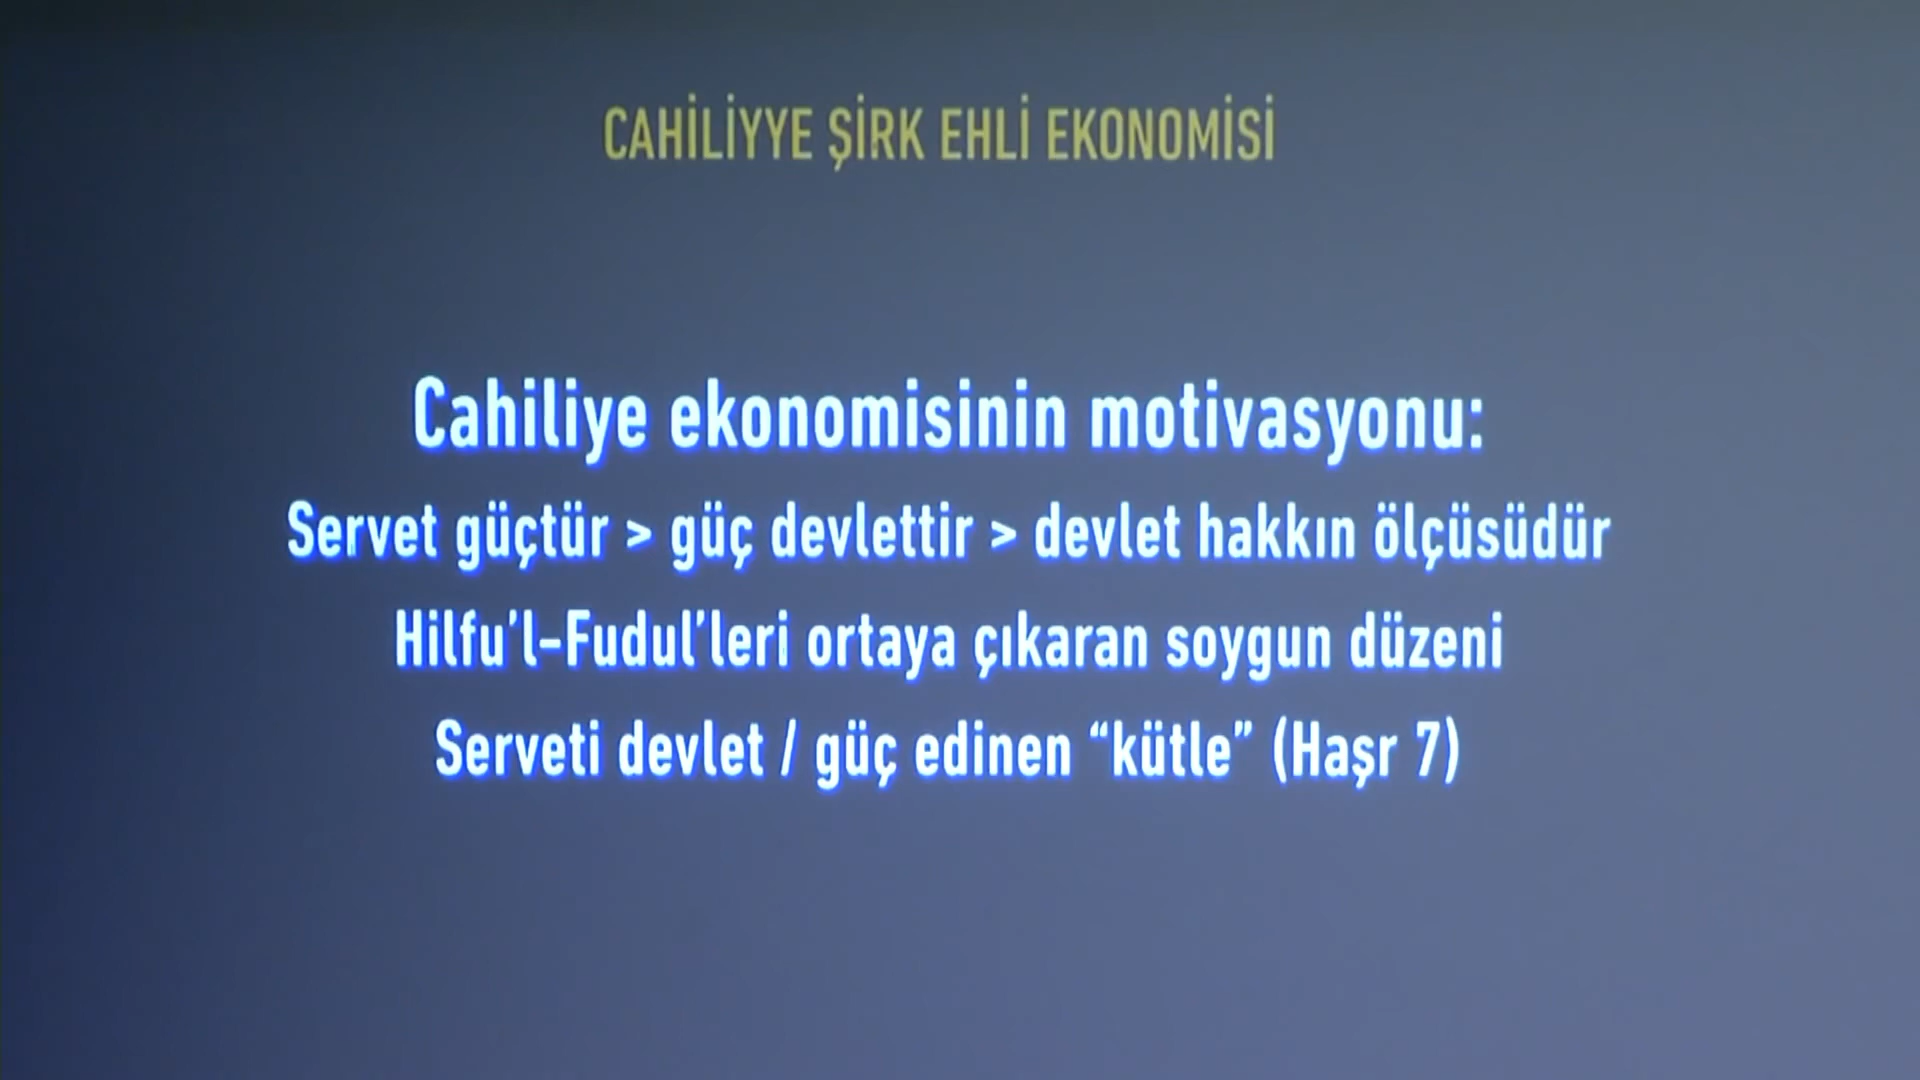 CAHİLİYYE ŞİRK EHLİ EKONOMİSİ
Cahiliye ekonomisinin motivasyonu:
Servet güçtür > güç devlettir > devlet hakkın ölçüsüdür
Hilfu’l-Fudul’leri ortaya çıkaran soygun düzeni
Serveti devlet / güç edinen “kütle” (Haşr 7)